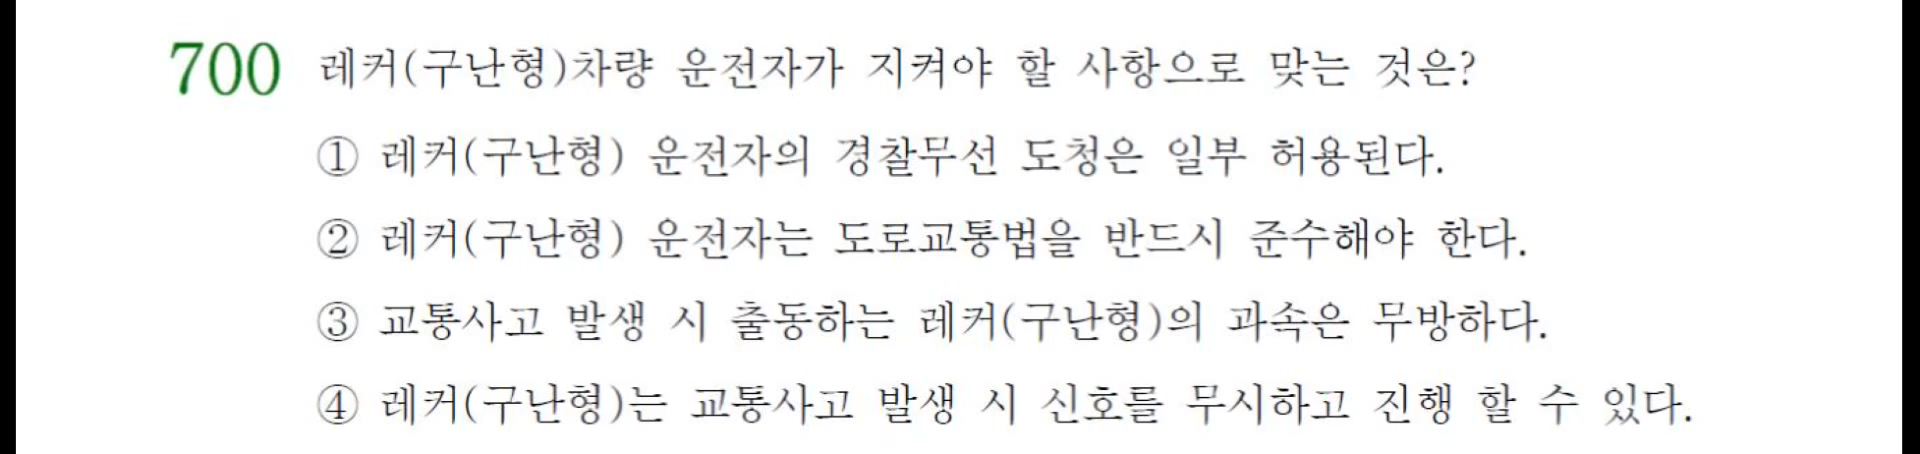 700 레커(구난형)차량 운전자가 지켜야 할 사항으로 맞는 것은?
① 레커(구난형) 운전자의 경찰무선 도청은 일부 허용된다.
② 레커(구난형) 운전자는 도로교통법을 반드시 준수해야 한다.
③ 교통사고 발생 시 출동하는 레커(구난형)의 과속은 무방하다.
④ 레커(구난형)는 교통사고 발생 시 신호를 무시하고 진행 할 수 있다.